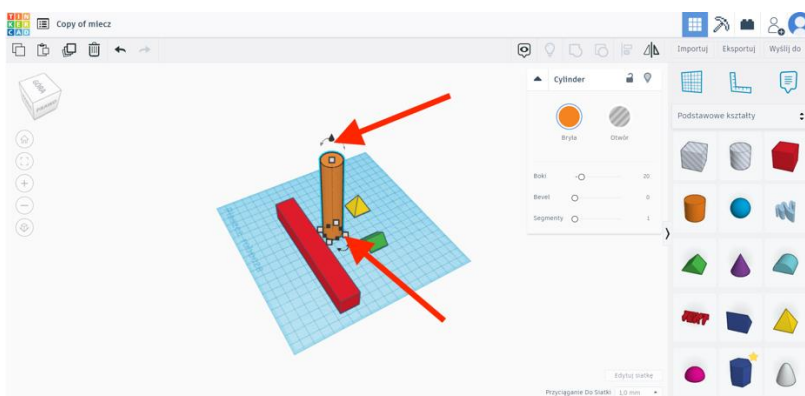 TIN
KER
CAD
Copy of miecz
Importuj Eksportuj Wyślij do
GÓRA
Cylinder
Bryła Otwór
Boki 20
Bevel 0
Segmenty 1
Podstawowe kształty
Edytuj siatkę
Przyciąganie Do Siatki 1,0 mm